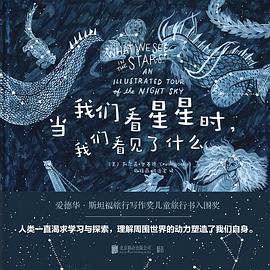 WHAT WE SEE
IN THE STARS
AN
ILLUSTRATED TOUR
OF THE NIGHT SKY
当我们看星星时，
我们看见了什么
爱德华·斯坦福旅行写作奖儿童旅行书入围奖
人类一直渴求学习与探索，理解周围世界的动力塑造了我们自身。